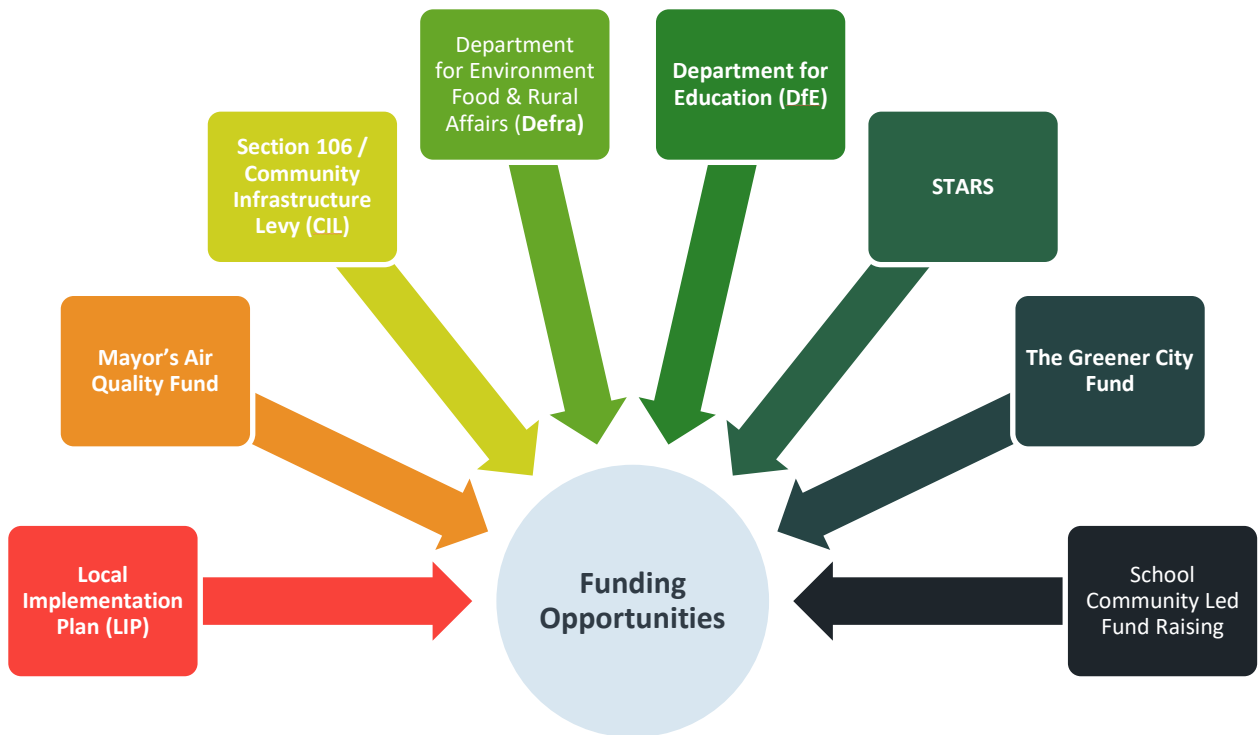 Local
Implementation
Plan (LIP)
Mayor’s Air
Quality Fund
Section 106 /
Community
Infrastructure
Levy (CIL)
Department
for Environment
Food & Rural
Affairs (Defra)
Department for
Education (DfE)
STARS
The Greener City
Fund
School
Community Led
Fund Raising
Funding
Opportunities